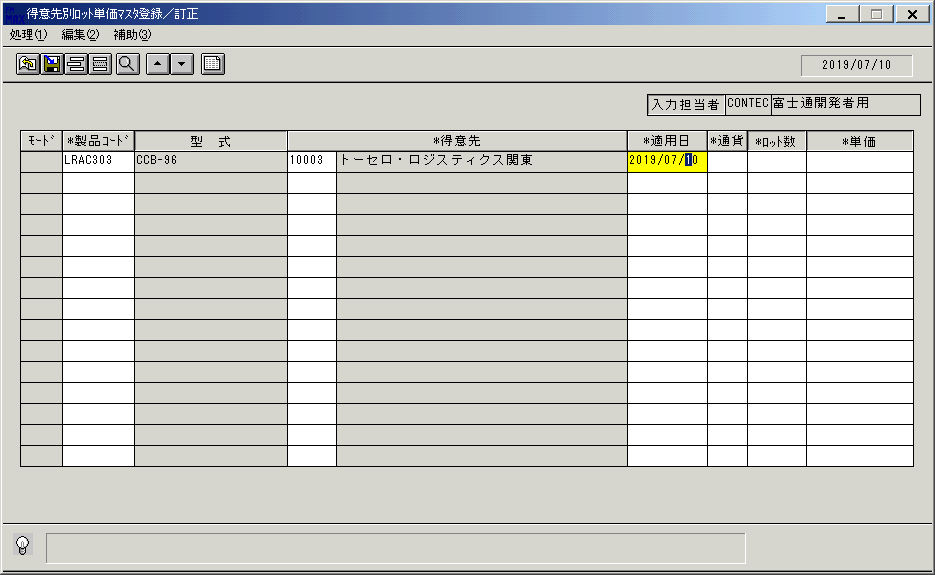 得意先別ﾛｯﾄ単価ﾏｽﾀ登録／訂正
処理(1) 編集(2) 補助(3)
2019/07/10
入力担当者 CONTEC 富士通開発者用
ﾓｰﾄﾞ *製品ｺｰﾄﾞ 型　式 *得意先 *適用日 *通貨 *ﾛｯﾄ数 *単価
LRAC303 CCB-96 10003 トーセロ・ロジスティクス関東 2019/07/10